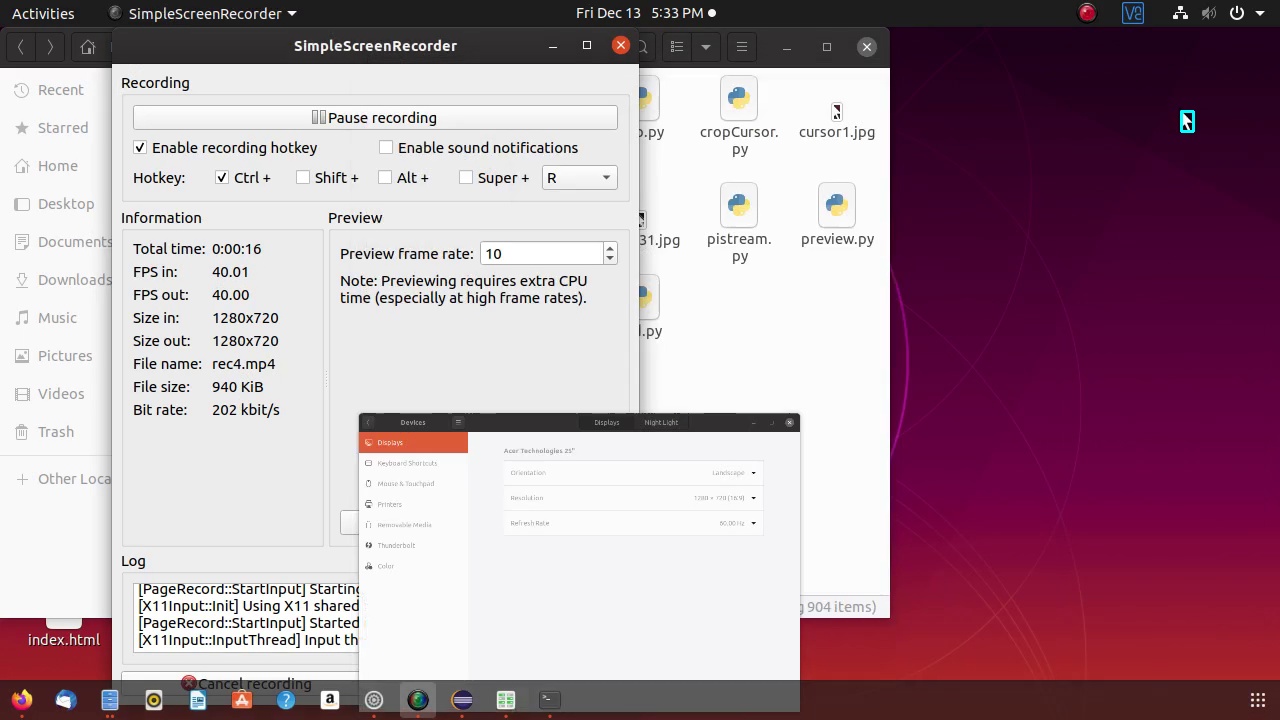 Activities
SimpleScreenRecorder
Fri Dec 13 5:33 PM
SimpleScreenRecorder
Recent
Starred
Home
Desktop
Documents
Downloads
Music
Pictures
Videos
Trash
Other Loca
Recording
Pause recording
Enable recording hotkey
Enable sound notifications
Hotkey:
Ctrl +
Shift +
Alt +
Super +
R
Information
Total time: 0:00:16
FPS in: 40.01
FPS out: 40.00
Size in: 1280x720
Size out: 1280x720
File name: rec4.mp4
File size: 940 KiB
Bit rate: 202 kbit/s
Preview
Preview frame rate: 10
Note: Previewing requires extra CPU
time (especially at high frame rates).
Log
[PageRecord::StartInput] Starting
[X11Input::Init] Using X11 shared
[PageRecord::StartInput] Started
[X11Input::InputThread] Input th
Cancel recording
.py
cropCursor.
py
cursor1.jpg
31.jpg
pistream.
py
preview.py
.py
904 items)
Devices
Displays
Night Light
Displays
Keyboard Shortcuts
Mouse & Touchpad
Printers
Removable Media
Thunderbolt
Color
Acer Technologies 25"
Orientation
Landscape
Resolution
1280 × 720 (16:9)
Refresh Rate
60.00 Hz
index.html